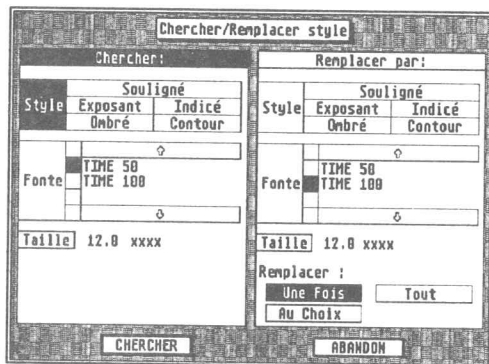 Chercher/Remplacer style
Chercher:
Style
Souligné
Exposant Indicé
Ombré Contour
Fonte
TIME 50
TIME 100
Taille 12.0 xxxx
Remplacer par:
Style
Souligné
Exposant Indicé
Ombré Contour
Fonte
TIME 50
TIME 100
Taille 12.0 xxxx
Remplacer :
Une Fois Tout
Au Choix
CHERCHER ABANDON